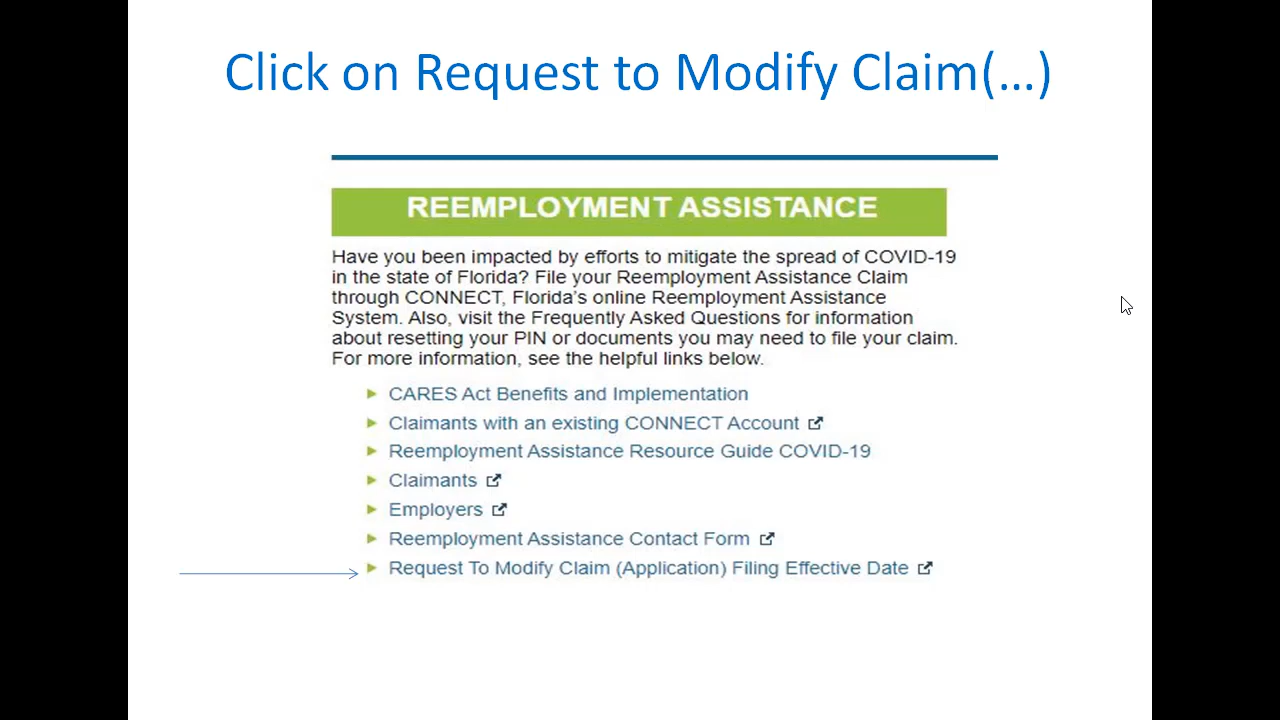 Click on Request to Modify Claim(...)
REEMPLOYMENT ASSISTANCE
Have you been impacted by efforts to mitigate the spread of COVID-19
in the state of Florida? File your Reemployment Assistance Claim
through CONNECT, Florida's online Reemployment Assistance
System. Also, visit the Frequently Asked Questions for information
about resetting your PIN or documents you may need to file your claim.
For more information, see the helpful links below.
CARES Act Benefits and Implementation
Claimants with an existing CONNECT Account
Reemployment Assistance Resource Guide COVID-19
Claimants
Employers
Reemployment Assistance Contact Form
Request To Modify Claim (Application) Filing Effective Date